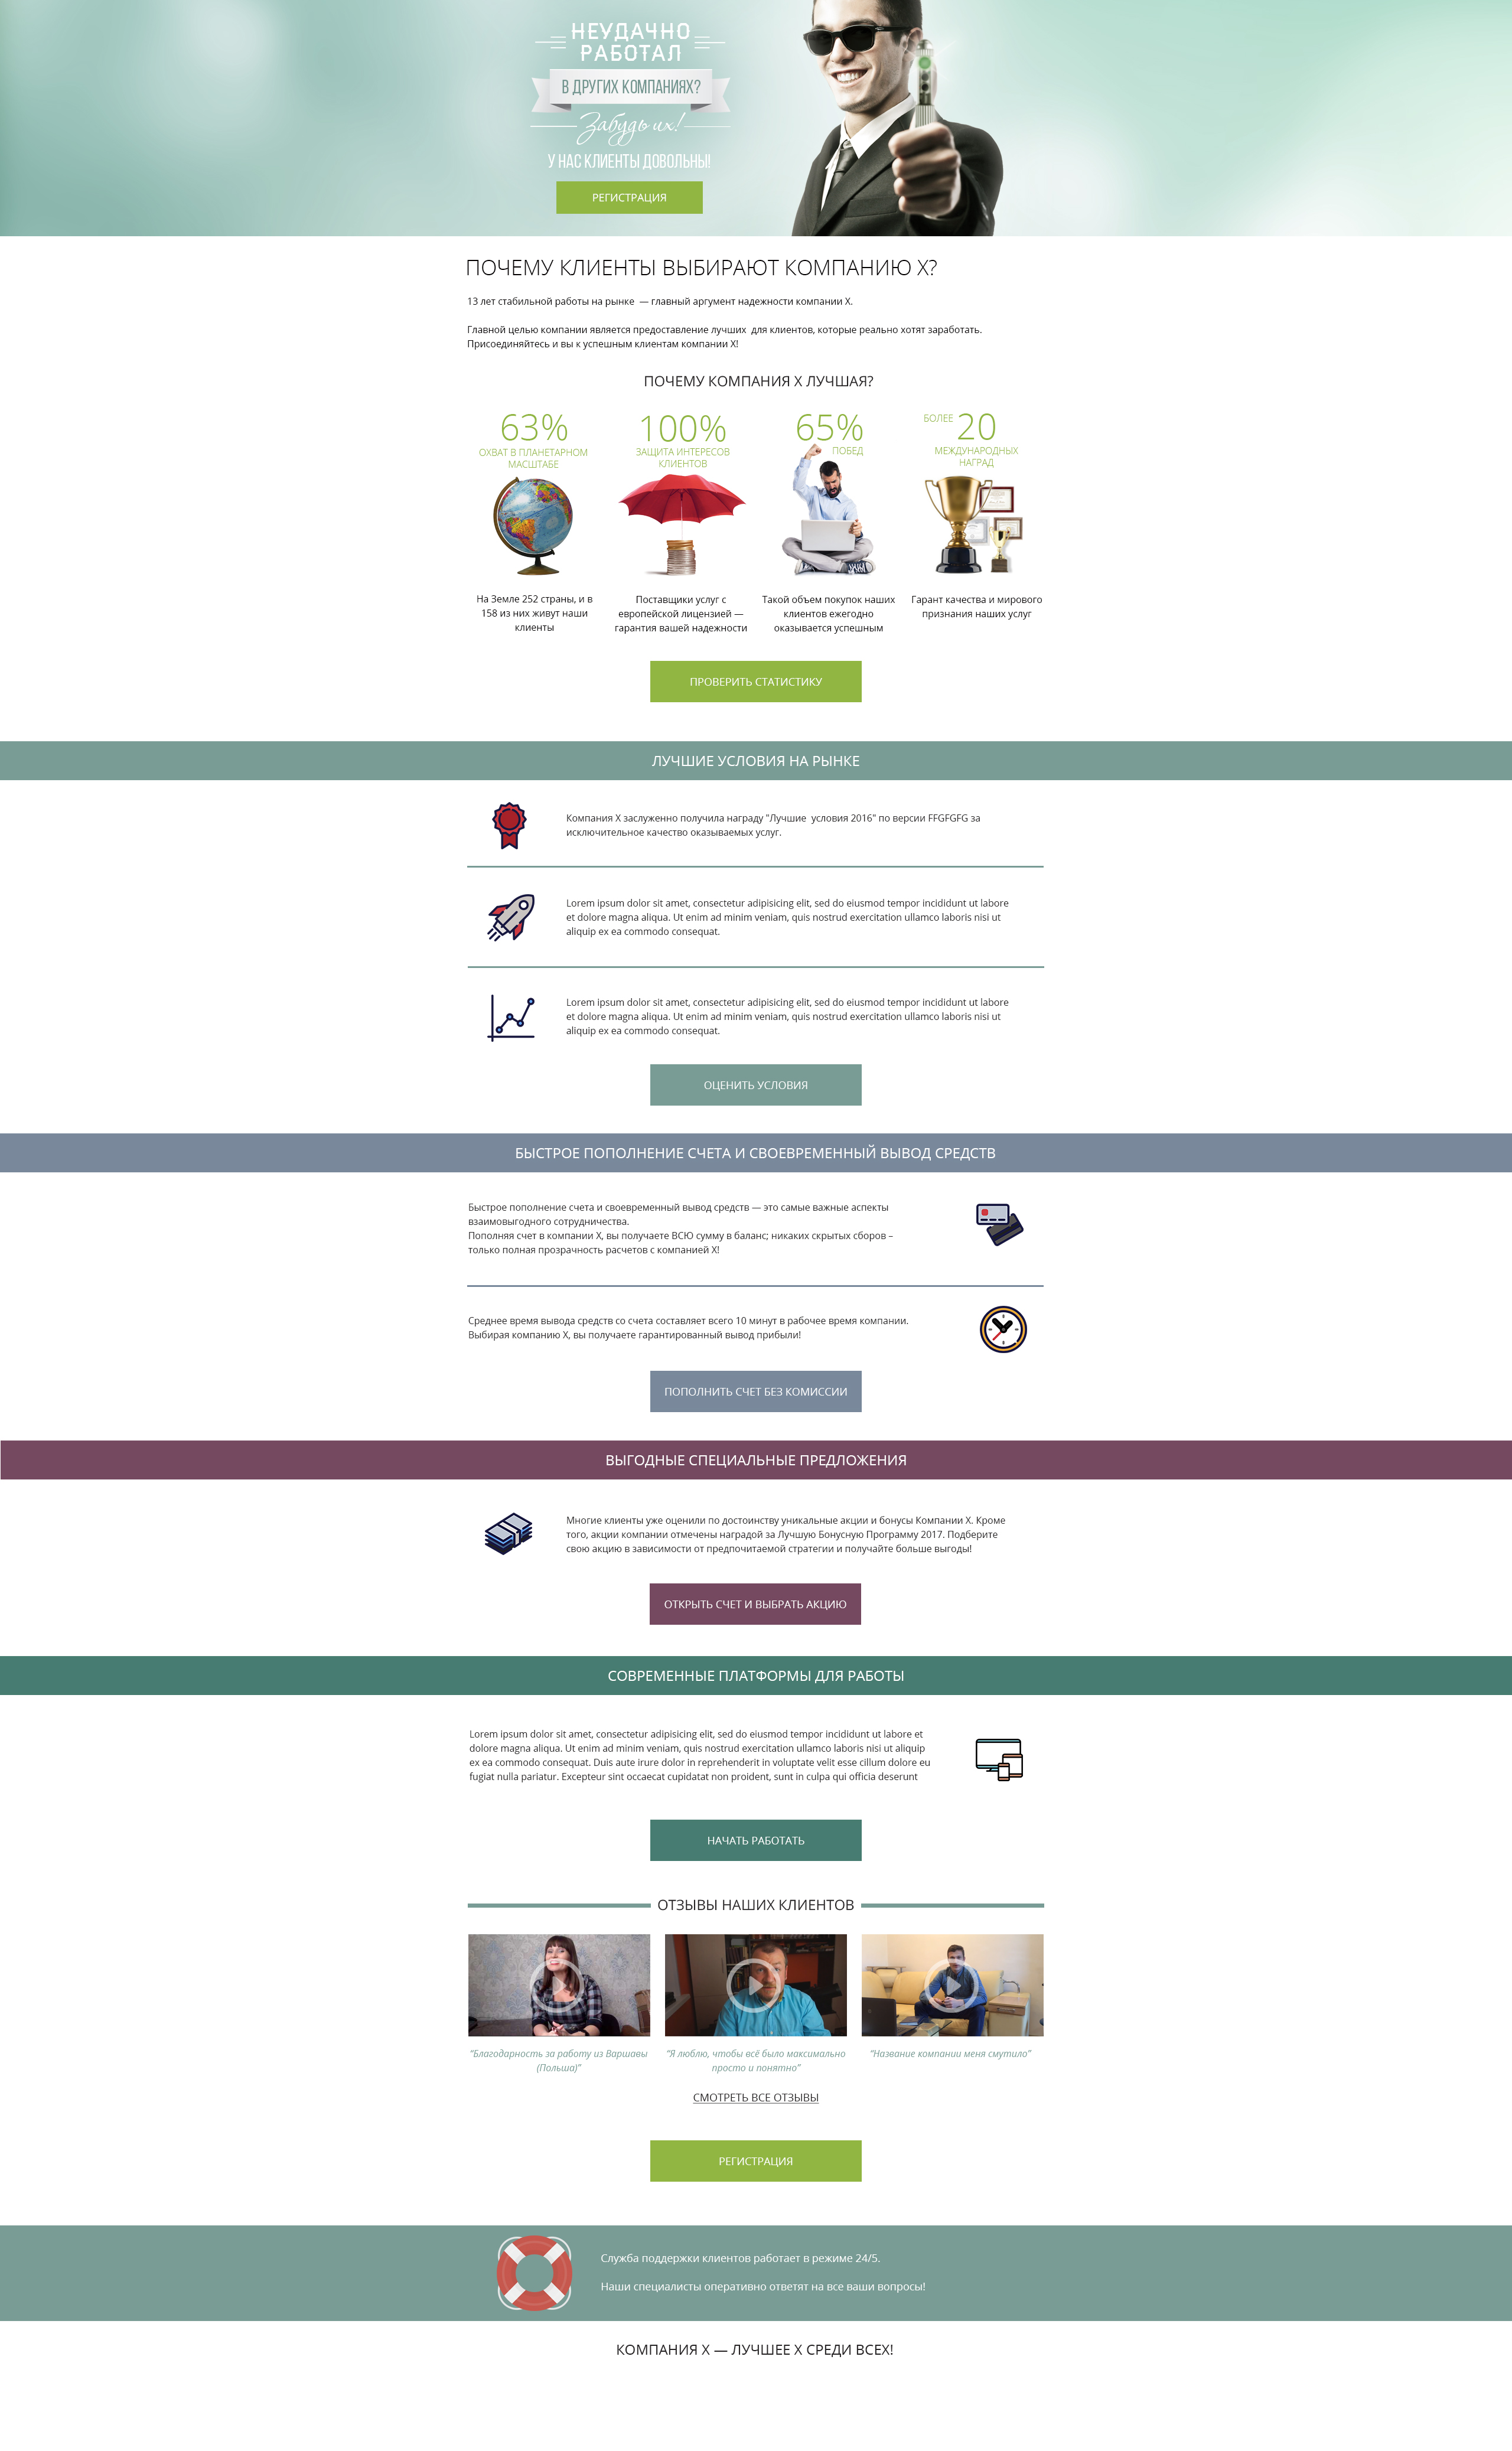 НЕУДАЧНО
РАБОТАЛ
В ДРУГИХ КОМПАНИЯХ?
Забудь их!
У НАС КЛИЕНТЫ ДОВОЛЬНЫ!
РЕГИСТРАЦИЯ
ПОЧЕМУ КЛИЕНТЫ ВЫБИРАЮТ КОМПАНИЮ X?
13 лет стабильной работы на рынке — главный аргумент надежности компании X.
Главной целью компании является предоставление лучших для клиентов, которые реально хотят заработать.
Присоединяйтесь и вы к успешным клиентам компании X!
ПОЧЕМУ КОМПАНИЯ X ЛУЧШАЯ?
63%
ОХВАТ В ПЛАНЕТАРНОМ
МАСШТАБЕ
На Земле 252 страны, и в
158 из них живут наши
клиенты
100%
ЗАЩИТА ИНТЕРЕСОВ
КЛИЕНТОВ
Поставщики услуг с
европейской лицензией —
гарантия вашей надежности
65%
ПОБЕД
Такой объем покупок наших
клиентов ежегодно
оказывается успешным
БОЛЕЕ 20
МЕЖДУНАРОДНЫХ
НАГРАД
Гарант качества и мирового
признания наших услуг
ПРОВЕРИТЬ СТАТИСТИКУ
ЛУЧШИЕ УСЛОВИЯ НА РЫНКЕ
Компания X заслуженно получила награду "Лучшие условия 2016" по версии FFGFGFG за
исключительное качество оказываемых услуг.
Lorem ipsum dolor sit amet, consectetur adipisicing elit, sed do eiusmod tempor incididunt ut labore
et dolore magna aliqua. Ut enim ad minim veniam, quis nostrud exercitation ullamco laboris nisi ut
aliquip ex ea commodo consequat.
Lorem ipsum dolor sit amet, consectetur adipisicing elit, sed do eiusmod tempor incididunt ut labore
et dolore magna aliqua. Ut enim ad minim veniam, quis nostrud exercitation ullamco laboris nisi ut
aliquip ex ea commodo consequat.
ОЦЕНИТЬ УСЛОВИЯ
БЫСТРОЕ ПОПОЛНЕНИЕ СЧЕТА И СВОЕВРЕМЕННЫЙ ВЫВОД СРЕДСТВ
Быстрое пополнение счета и своевременный вывод средств — это самые важные аспекты
взаимовыгодного сотрудничества.
Пополняя счет в компании X, вы получаете ВСЮ сумму в баланс; никаких скрытых сборов –
только полная прозрачность расчетов с компанией X!
Среднее время вывода средств со счета составляет всего 10 минут в рабочее время компании.
Выбирая компанию X, вы получаете гарантированный вывод прибыли!
ПОПОЛНИТЬ СЧЕТ БЕЗ КОМИССИИ
ВЫГОДНЫЕ СПЕЦИАЛЬНЫЕ ПРЕДЛОЖЕНИЯ
Многие клиенты уже оценили по достоинству уникальные акции и бонусы Компании X. Кроме
того, акции компании отмечены наградой за Лучшую Бонусную Программу 2017. Подберите
свою акцию в зависимости от предпочитаемой стратегии и получайте больше выгоды!
ОТКРЫТЬ СЧЕТ И ВЫБРАТЬ АКЦИЮ
СОВРЕМЕННЫЕ ПЛАТФОРМЫ ДЛЯ РАБОТЫ
Lorem ipsum dolor sit amet, consectetur adipisicing elit, sed do eiusmod tempor incididunt ut labore et
dolore magna aliqua. Ut enim ad minim veniam, quis nostrud exercitation ullamco laboris nisi ut aliquip
ex ea commodo consequat. Duis aute irure dolor in reprehenderit in voluptate velit esse cillum dolore eu
fugiat nulla pariatur. Excepteur sint occaecat cupidatat non proident, sunt in culpa qui officia deserunt
НАЧАТЬ РАБОТАТЬ
ОТЗЫВЫ НАШИХ КЛИЕНТОВ
"Благодарность за работу из Варшавы
(Польша)"
"Я люблю, чтобы всё было максимально
просто и понятно"
"Название компании меня смутило"
СМОТРЕТЬ ВСЕ ОТЗЫВЫ
РЕГИСТРАЦИЯ
Служба поддержки клиентов работает в режиме 24/5.
Наши специалисты оперативно ответят на все ваши вопросы!
КОМПАНИЯ X — ЛУЧШЕЕ X СРЕДИ ВСЕХ!